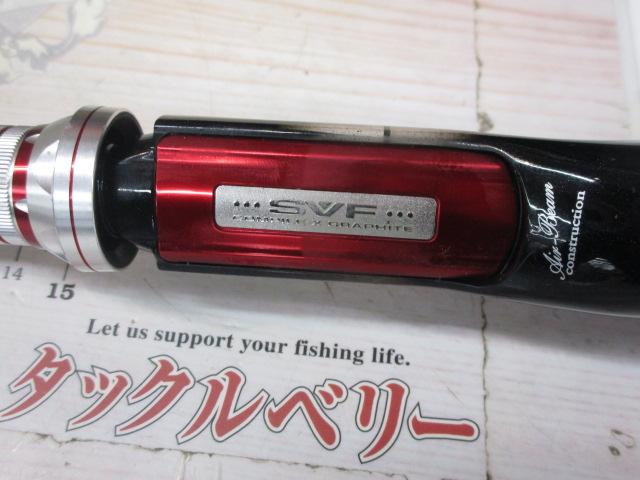 SVF
COMPILE-X GRAPHITE
Air-Beam
construction
14
15
Let us support your fishing life.
タックルベリー